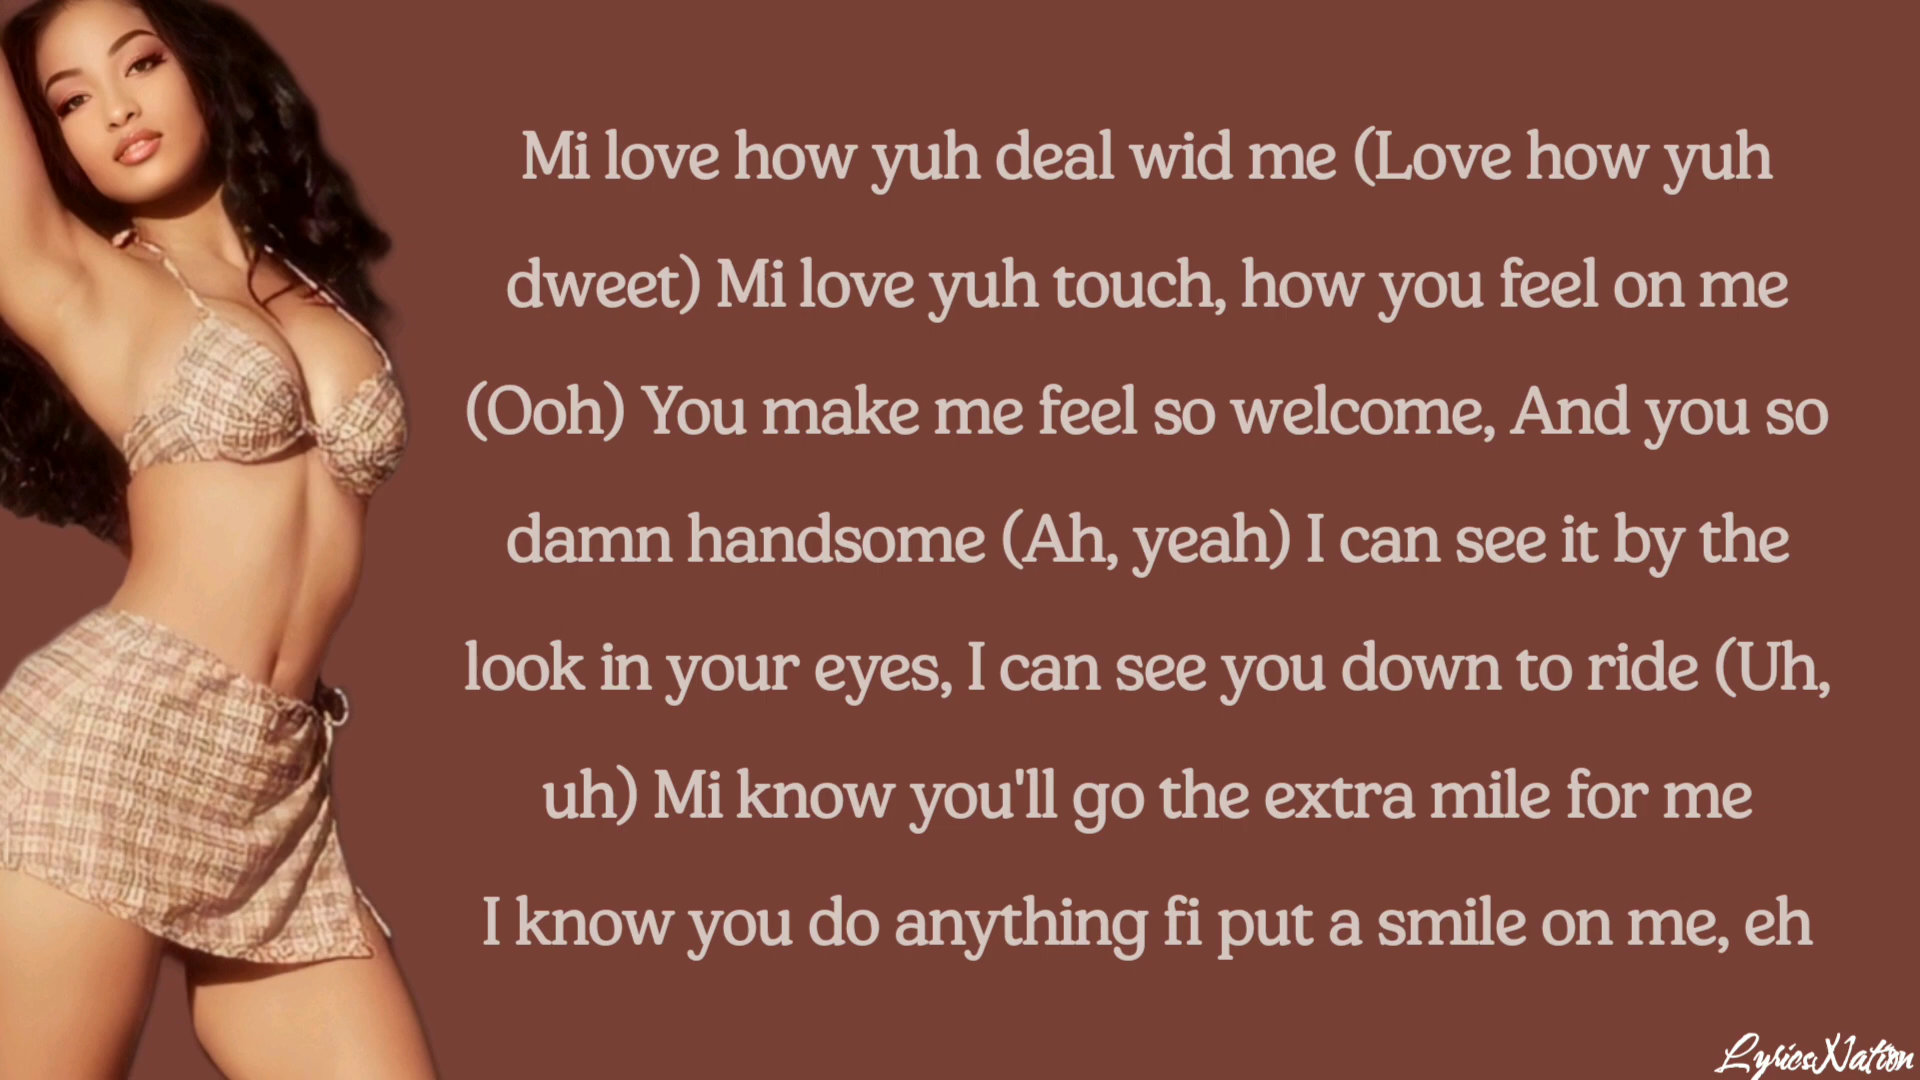 Mi love how yuh deal wid me (Love how yuh
dweet) Mi love yuh touch, how you feel on me
(Ooh) You make me feel so welcome, And you so
damn handsome (Ah, yeah) I can see it by the
look in your eyes, I can see you down to ride (Uh,
uh) Mi know you'll go the extra mile for me
I know you do anything fi put a smile on me, eh
LyricsNation